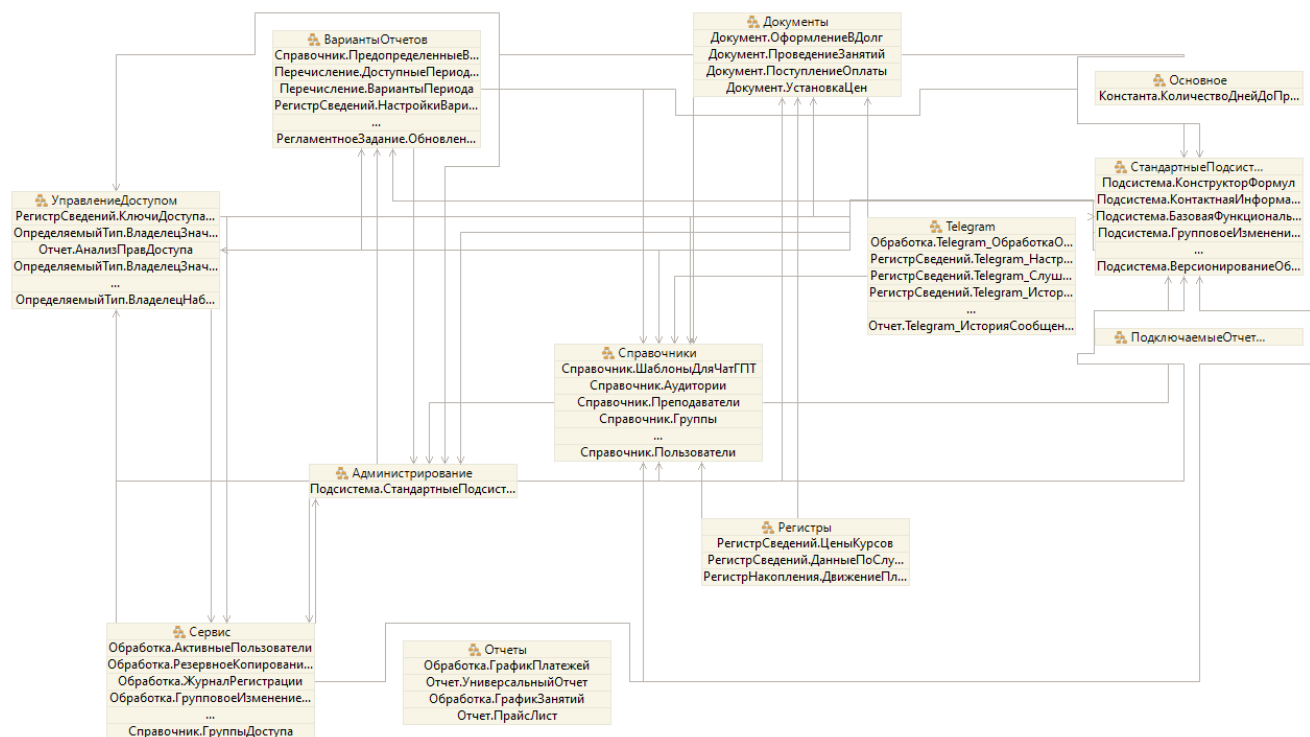 ВариантыОтчетов
Справочник.ПредопределенныеВ...
Перечисление.ДоступныеПериод...
Перечисление.ВариантыПериода
РегистрСведений.НастройкиВари...
...
РегламентноеЗадание.Обновлен...
Документы
Документ.ОформлениеВДолг
Документ.ПроведениеЗанятий
Документ.ПоступлениеОплаты
Документ.УстановкаЦен
Основное
Константа.КоличествоДнейДоПр...
УправлениеДоступом
РегистрСведений.КлючиДоступа...
ОпределяемыйТип.ВладелецЗнач...
Отчет.АнализПравДоступа
ОпределяемыйТип.ВладелецЗнач...
...
ОпределяемыйТип.ВладелецНаб...
СтандартныеПодсист...
Подсистема.КонструкторФормул
Подсистема.КонтактнаяИнформа...
Подсистема.БазоваяФункциональ...
Подсистема.ГрупповоеИзменени...
...
Подсистема.ВерсионированиеОб...
Telegram
Обработка.Telegram_ОбработкаО...
РегистрСведений.Telegram_Настр...
РегистрСведений.Telegram_Слуш...
РегистрСведений.Telegram_Истор...
...
Отчет.Telegram_ИсторияСообщен...
ПодключаемыеОтчет...
Справочники
Справочник.ШаблоныДляЧатГПТ
Справочник.Аудитории
Справочник.Преподаватели
Справочник.Группы
...
Справочник.Пользователи
Администрирование
Подсистема.СтандартныеПодсист...
Регистры
РегистрСведений.ЦеныКурсов
РегистрСведений.ДанныеПоСлу...
РегистрНакопления.ДвижениеПл...
Сервис
Обработка.АктивныеПользователи
Обработка.РезервноеКопировани...
Обработка.ЖурналРегистрации
Обработка.ГрупповоеИзменение...
...
Справочник.ГруппыДоступа
Отчеты
Обработка.ГрафикПлатежей
Отчет.УниверсальныйОтчет
Обработка.ГрафикЗанятий
Отчет.ПрайсЛист